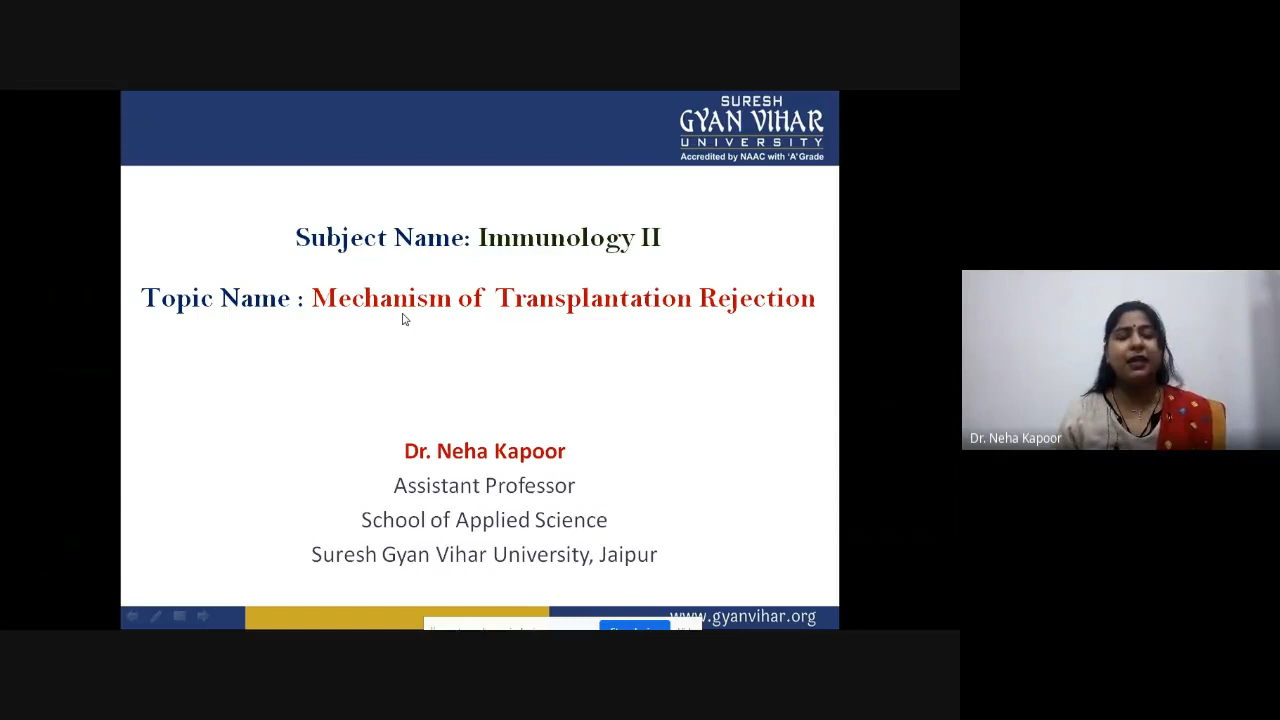 SURESH
GYAN VIHAR
UNIVERSITY
Accredited by NAAC with 'A' Grade
Subject Name: Immunology II
Topic Name : Mechanism of Transplantation Rejection
Dr. Neha Kapoor
Assistant Professor
School of Applied Science
Suresh Gyan Vihar University, Jaipur
www.gyanvihar.org
Dr. Neha Kapoor